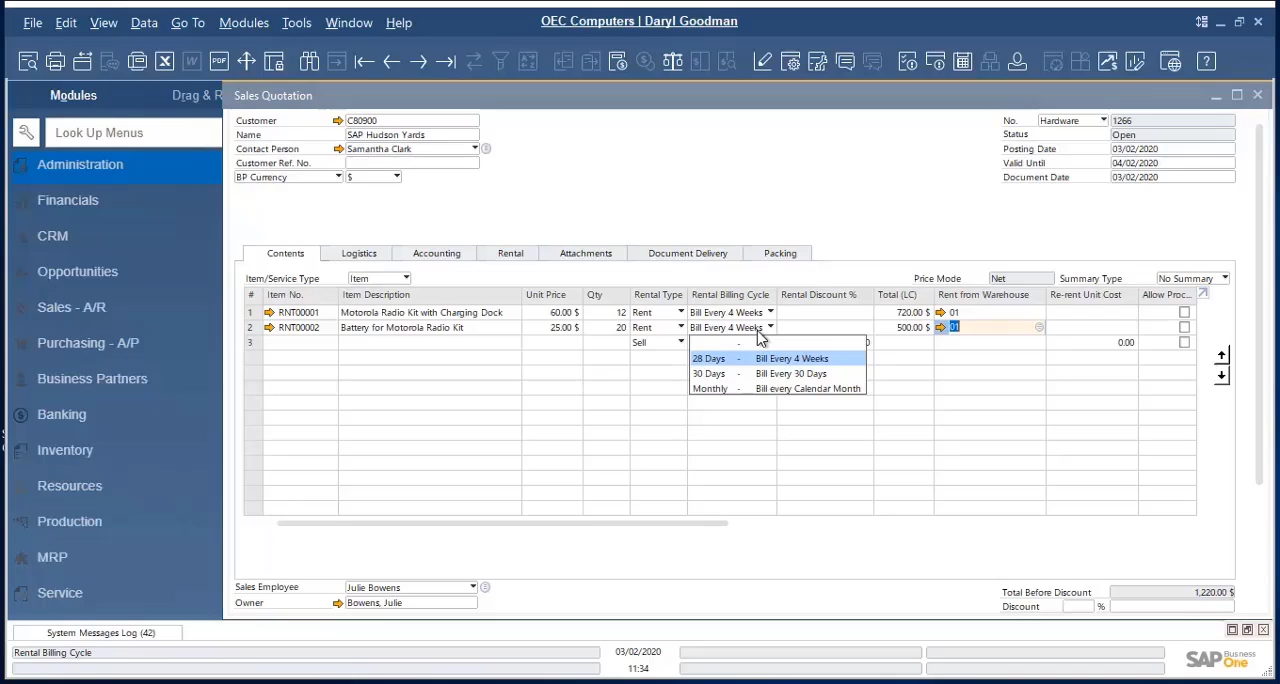 File Edit View Data Go To Modules Tools Window Help
OEC Computers | Daryl Goodman
Modules
Drag & R
Look Up Menus
Administration
Financials
CRM
Opportunities
Sales - A/R
Purchasing - A/P
Business Partners
Banking
Inventory
Resources
Production
MRP
Service
Sales Quotation
Customer C80900
Name SAP Hudson Yards
Contact Person Samantha Clark
Customer Ref. No.
BP Currency $
No. Hardware 1266
Status Open
Posting Date 03/02/2020
Valid Until 04/02/2020
Document Date 03/02/2020
Contents Logistics Accounting Rental Attachments Document Delivery Packing
Item/Service Type Item Price Mode Net Summary Type No Summary
# Item No. Item Description Unit Price Qty Rental Type Rental Billing Cycle Rental Discount % Total (LC) Rent from Warehouse Re-rent Unit Cost Allow Proc...
1 RNT00001 Motorola Radio Kit with Charging Dock 60.00 $ 12 Rent Bill Every 4 Weeks 720.00 $ 01
2 RNT00002 Battery for Motorola Radio Kit 25.00 $ 20 Rent Bill Every 4 Weeks 500.00 $ 01
3 Sell - 0 0.00
28 Days - Bill Every 4 Weeks
30 Days - Bill Every 30 Days
Monthly - Bill every Calendar Month
Sales Employee Julie Bowens
Owner Bowens, Julie
Total Before Discount 1,220.00 $
Discount %
System Messages Log (42)
Rental Billing Cycle
03/02/2020
11:34
SAP Business One